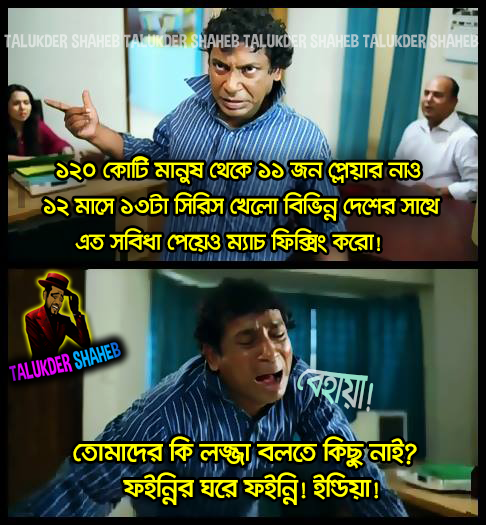 TALUKDER SHAHEB TALUKDER SHAHEB TALUKDER SHAHEB TALUKDER SHAHEB
১২০ কোটি মানুষ থেকে ১১ জন প্লেয়ার নাও
১২ মাসে ১৩টা সিরিস খেলো বিভিন্ন দেশের সাথে
এত সবিধা পেয়েও ম্যাচ ফিক্সিং করো!
TALUKDER SHAHEB
বেহায়া!
তোমাদের কি লজ্জা বলতে কিছু নাই?
ফইন্নির ঘরে ফইন্নি! ইন্ডিয়া!